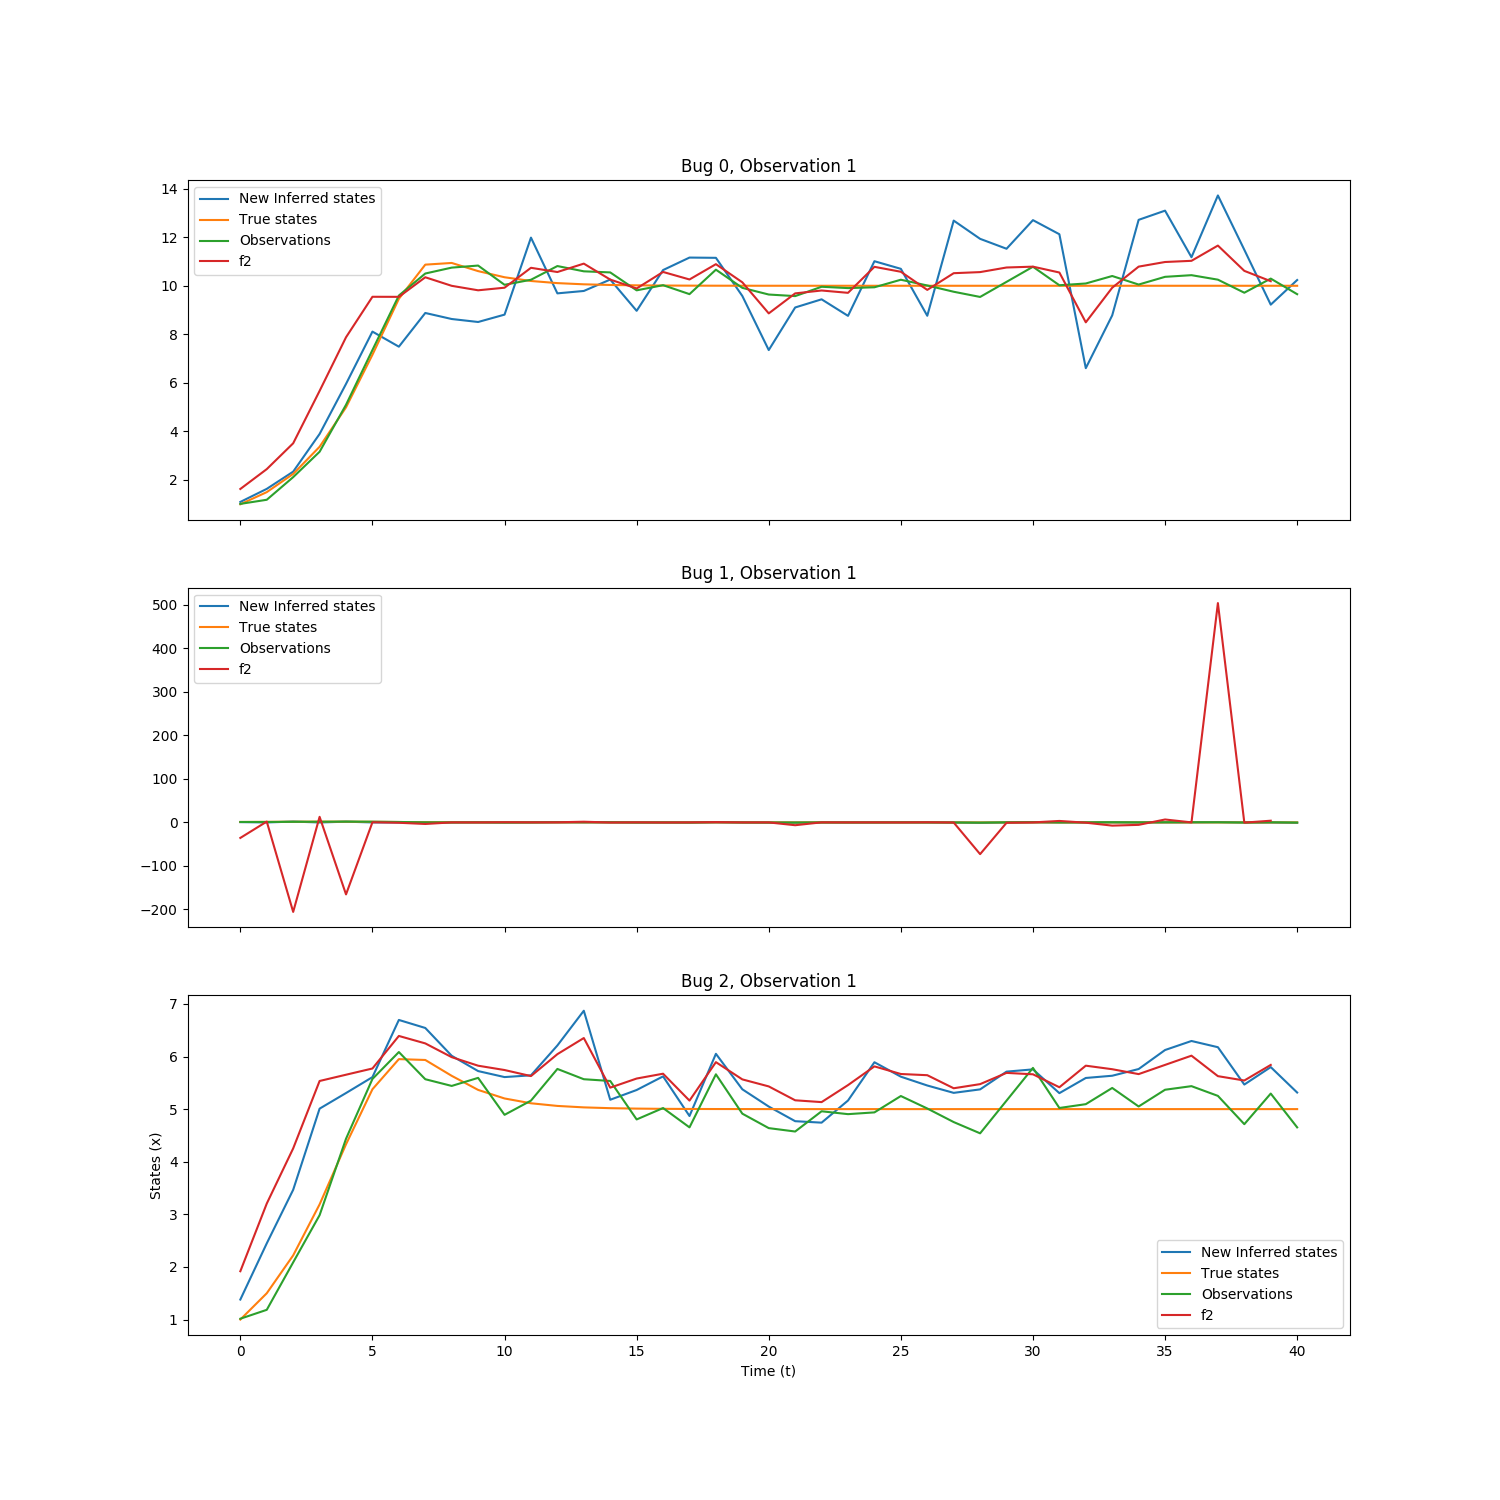 Bug 0, Observation 1
14
12
10
8
6
4
2
New Inferred states
True states
Observations
f2
Bug 1, Observation 1
500
400
300
200
100
0
−100
−200
New Inferred states
True states
Observations
f2
Bug 2, Observation 1
7
6
5
4
3
2
1
States (x)
New Inferred states
True states
Observations
f2
0 5 10 15 20 25 30 35 40
Time (t)